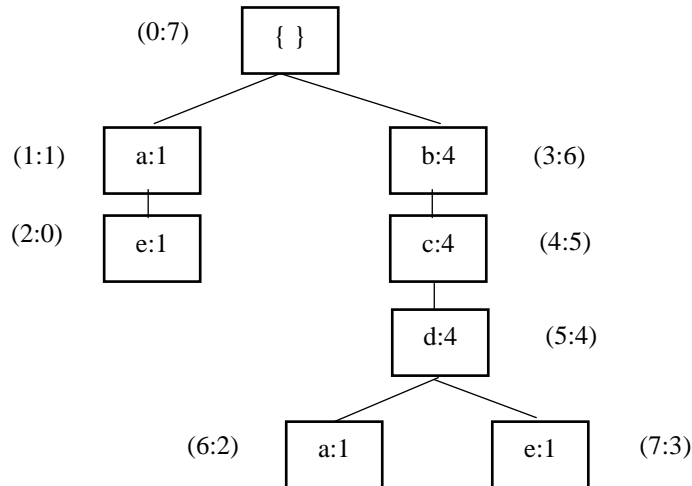 (0:7) { }
(1:1) a:1 b:4 (3:6)
(2:0) e:1 c:4 (4:5)
d:4 (5:4)
(6:2) a:1 e:1 (7:3)